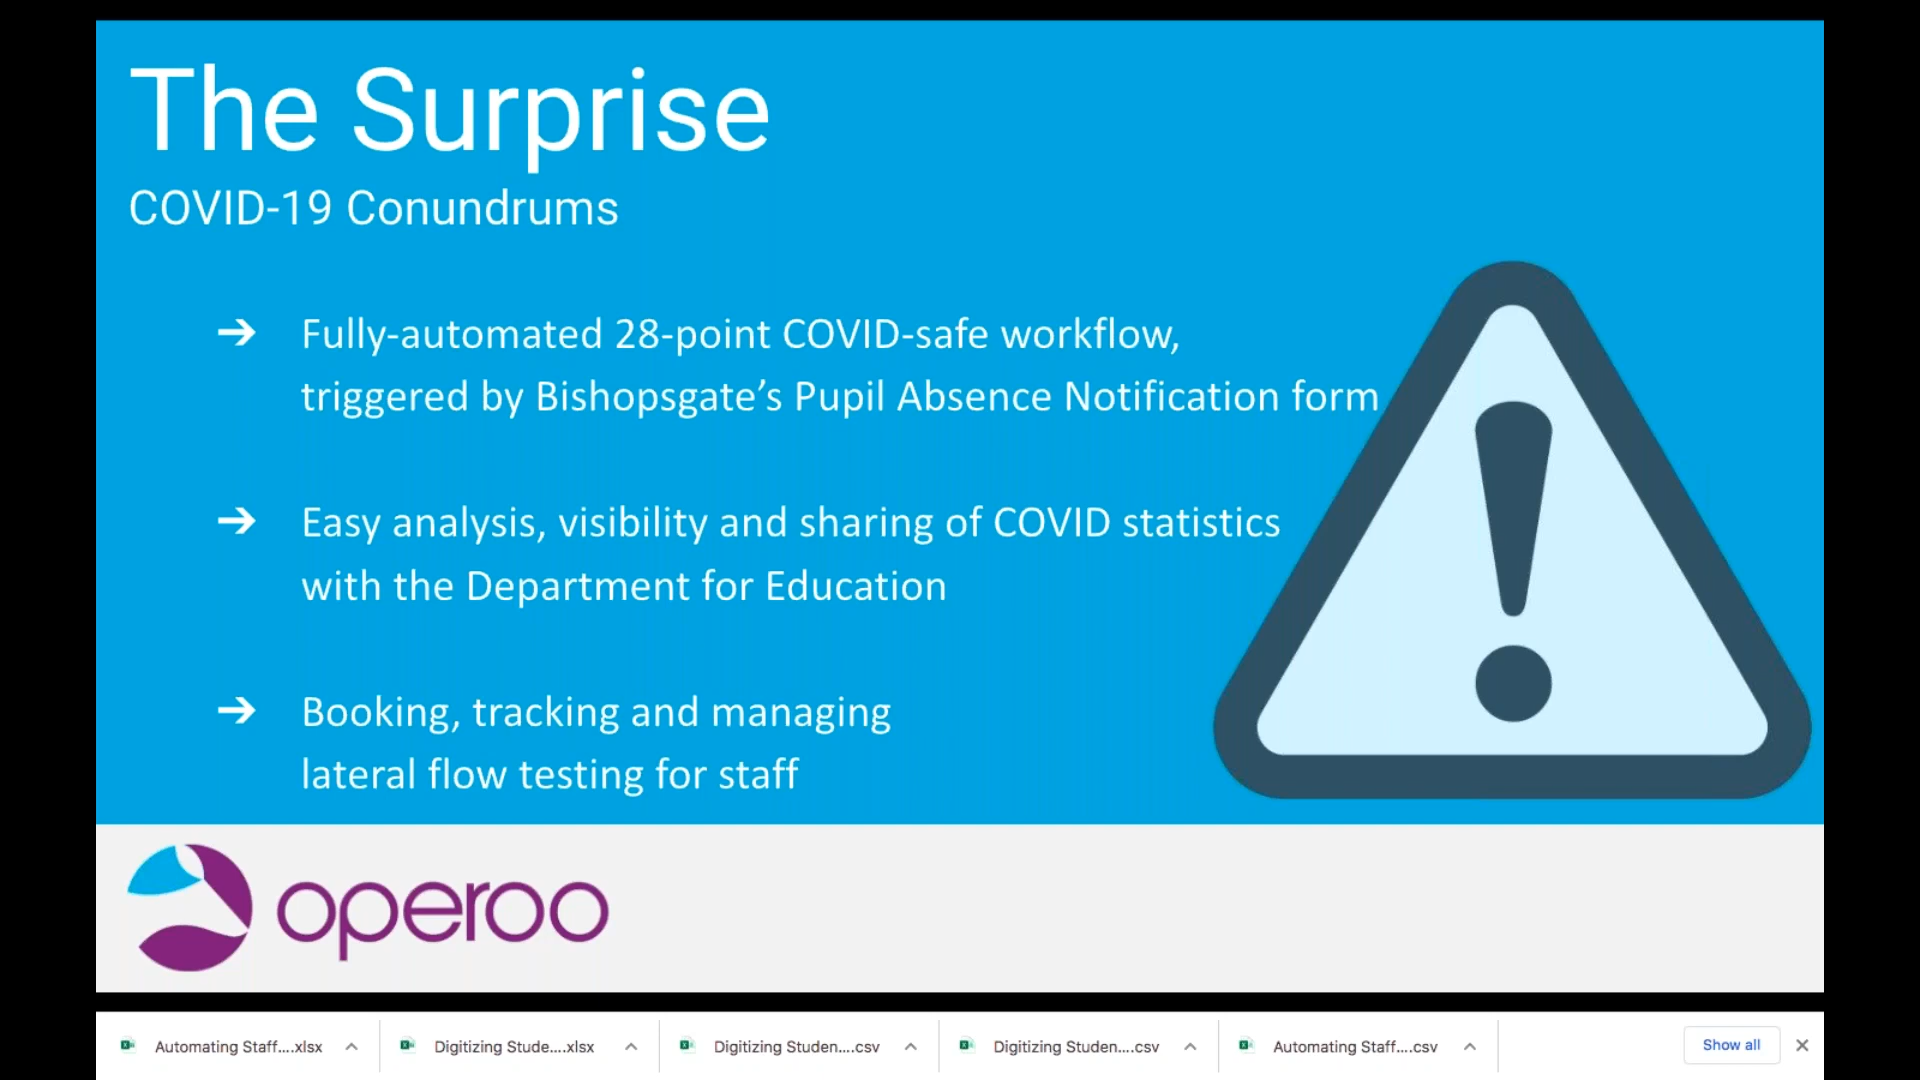 The Surprise
COVID-19 Conundrums
➔ Fully-automated 28-point COVID-safe workflow,
triggered by Bishopsgate’s Pupil Absence Notification form
➔ Easy analysis, visibility and sharing of COVID statistics
with the Department for Education
➔ Booking, tracking and managing
lateral flow testing for staff
operoo
Automating Staff....xlsx
Digitizing Stude....xlsx
Digitizing Studen....csv
Digitizing Studen....csv
Automating Staff....csv
Show all